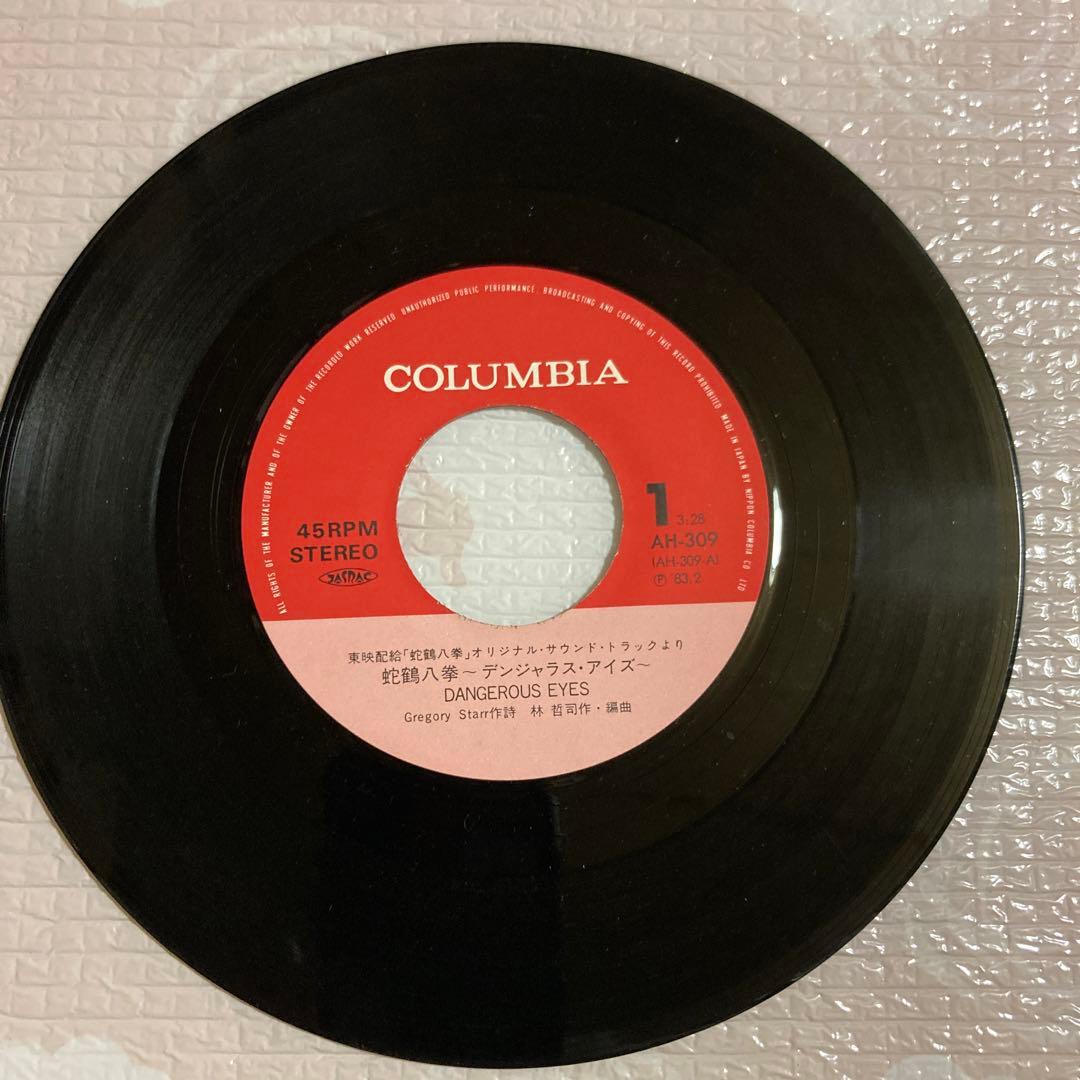 ALL RIGHTS OF THE MANUFACTURER AND OF THE OWNER OF THE RECORDED WORK RESERVED UNAUTHORIZED PUBLIC PERFORMANCE. BROADCASTING AND COPYING OF THIS RECORD PROHIBITED MADE IN JAPAN BY NIPPON COLUMBIA CO LTD
COLUMBIA
45RPM
STEREO
JASRAC
1 3:28
AH-309
(AH-309-A)
Ⓟ '83.2
東映配給「蛇鶴八拳」オリジナル・サウンド・トラックより
蛇鶴八拳〜デンジャラス・アイズ〜
DANGEROUS EYES
Gregory Starr作詩 林 哲司作・編曲